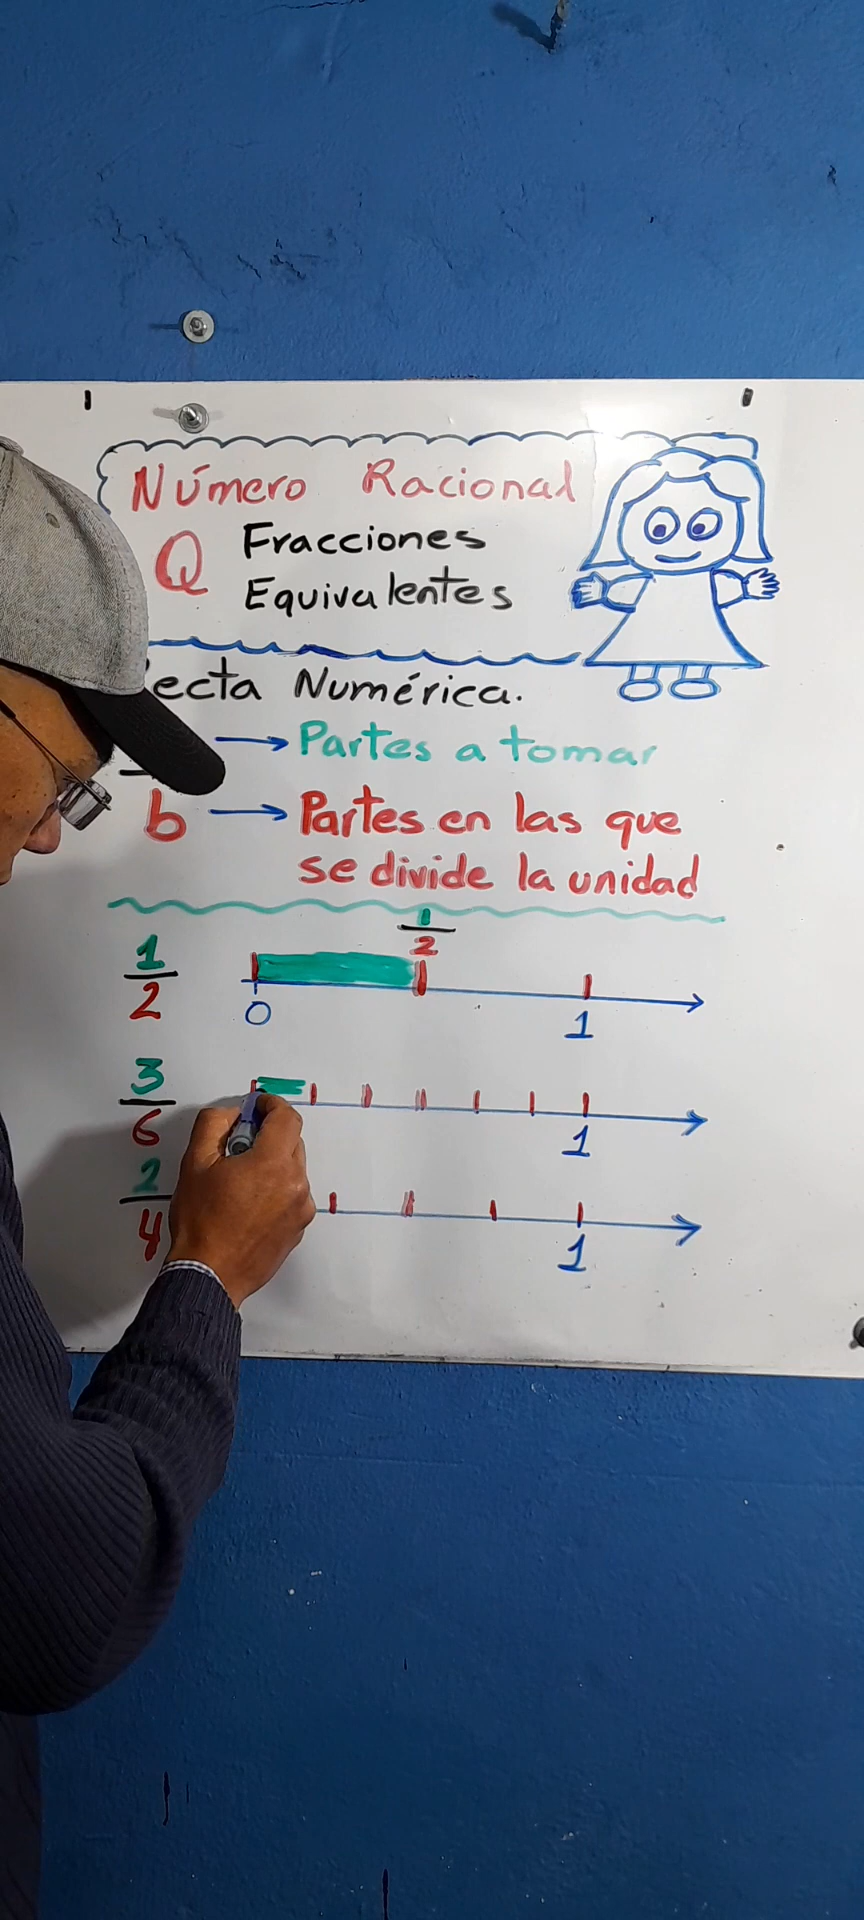 Número Racional
Q Fracciones
Equivalentes
ecta Numérica.
→ Partes a tomar
b → Partes en las que
se divide la unidad
1/2
1/2
0 1
3/6
1
2/4
1